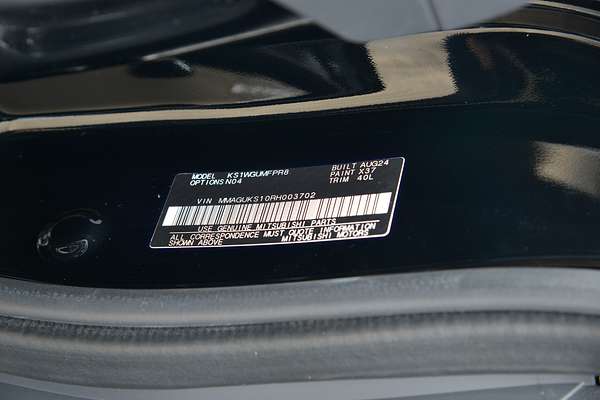 MODEL KS1WGUMFPR8 BUILT AUG24
OPTIONS N04 PAINT X37
TRIM 40L
VIN MMAGUKS10RH003702
USE GENUINE MITSUBISHI PARTS
ALL CORRESPONDENCE MUST QUOTE INFORMATION
SHOWN ABOVE MITSUBISHI MOTORS